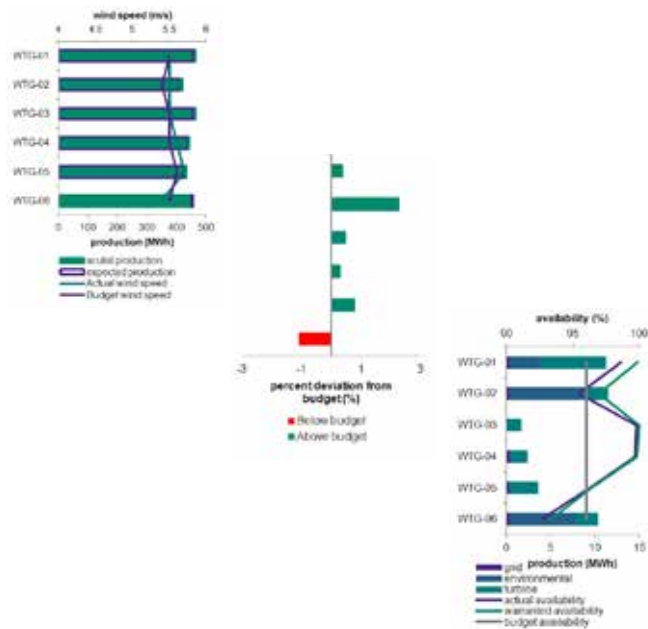 wind speed (m/s)
4 4.5 5 5.5 6
WTG-01
WTG-02
WTG-03
WTG-04
WTG-05
WTG-06
0 100 200 300 400 500
production (MWh)
acutal production
expected production
Actual wind speed
Budget wind speed
-1 1 3
percent deviation from
budget (%)
Below budget
Above budget
availability (%)
90 95 100
WTG-01
WTG-02
WTG-03
WTG-04
WTG-05
WTG-06
0 5 10 15
production (MWh)
grid
environmental
turbine
actual availability
warranted availability
budget availability